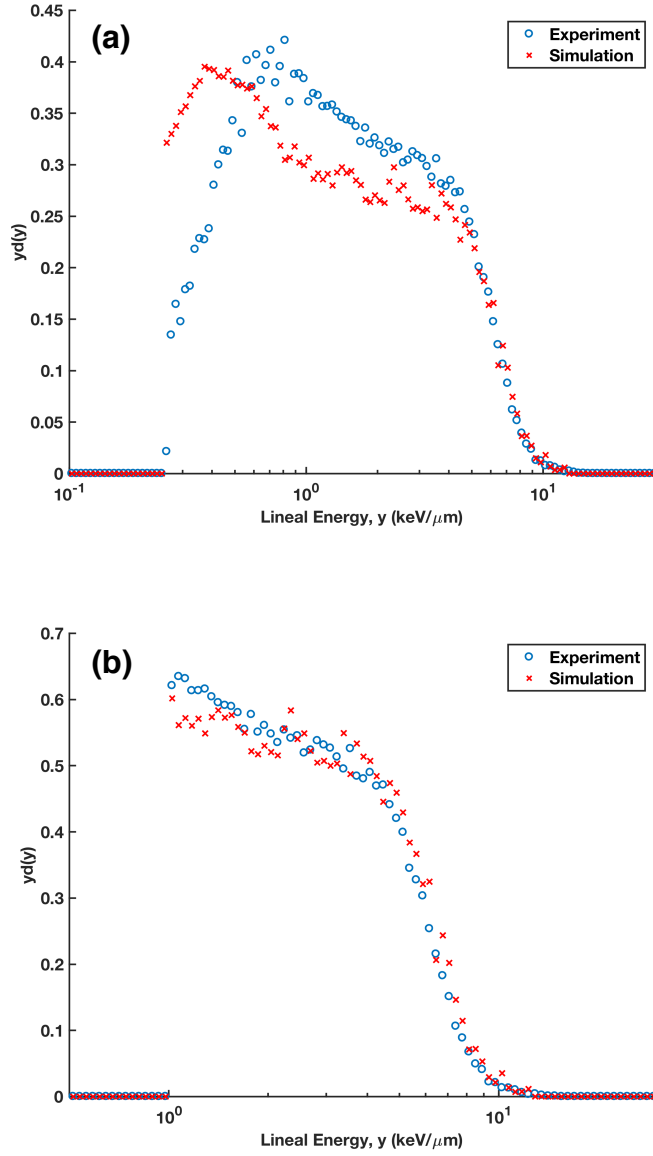 (a)
Experiment
Simulation
0.45
0.4
0.35
0.3
0.25
0.2
0.15
0.1
0.05
0
yd(y)
10⁻¹ 10⁰ 10¹
Lineal Energy, y (keV/μm)
(b)
Experiment
Simulation
0.7
0.6
0.5
0.4
0.3
0.2
0.1
0
yd(y)
10⁰ 10¹
Lineal Energy, y (keV/μm)